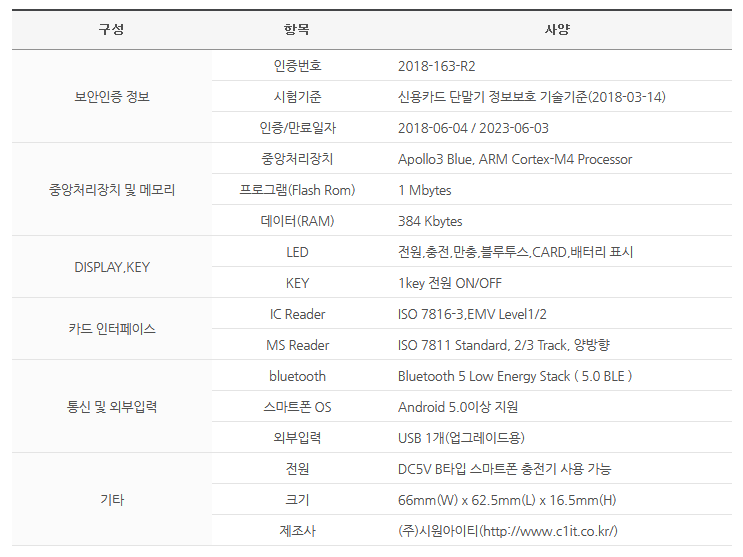 구성 항목 사양
보안인증 정보 인증번호 2018-163-R2
시험기준 신용카드 단말기 정보보호 기술기준(2018-03-14)
인증/만료일자 2018-06-04 / 2023-06-03
중앙처리장치 및 메모리 중앙처리장치 Apollo3 Blue, ARM Cortex-M4 Processor
프로그램(Flash Rom) 1 Mbytes
데이터(RAM) 384 Kbytes
DISPLAY,KEY LED 전원,충전,만충,블루투스,CARD,배터리 표시
KEY 1key 전원 ON/OFF
카드 인터페이스 IC Reader ISO 7816-3,EMV Level1/2
MS Reader ISO 7811 Standard, 2/3 Track, 양방향
통신 및 외부입력 bluetooth Bluetooth 5 Low Energy Stack ( 5.0 BLE )
스마트폰 OS Android 5.0이상 지원
외부입력 USB 1개(업그레이드용)
기타 전원 DC5V B타입 스마트폰 충전기 사용 가능
크기 66mm(W) x 62.5mm(L) x 16.5mm(H)
제조사 (주)시원아이티(http://www.c1it.co.kr/)